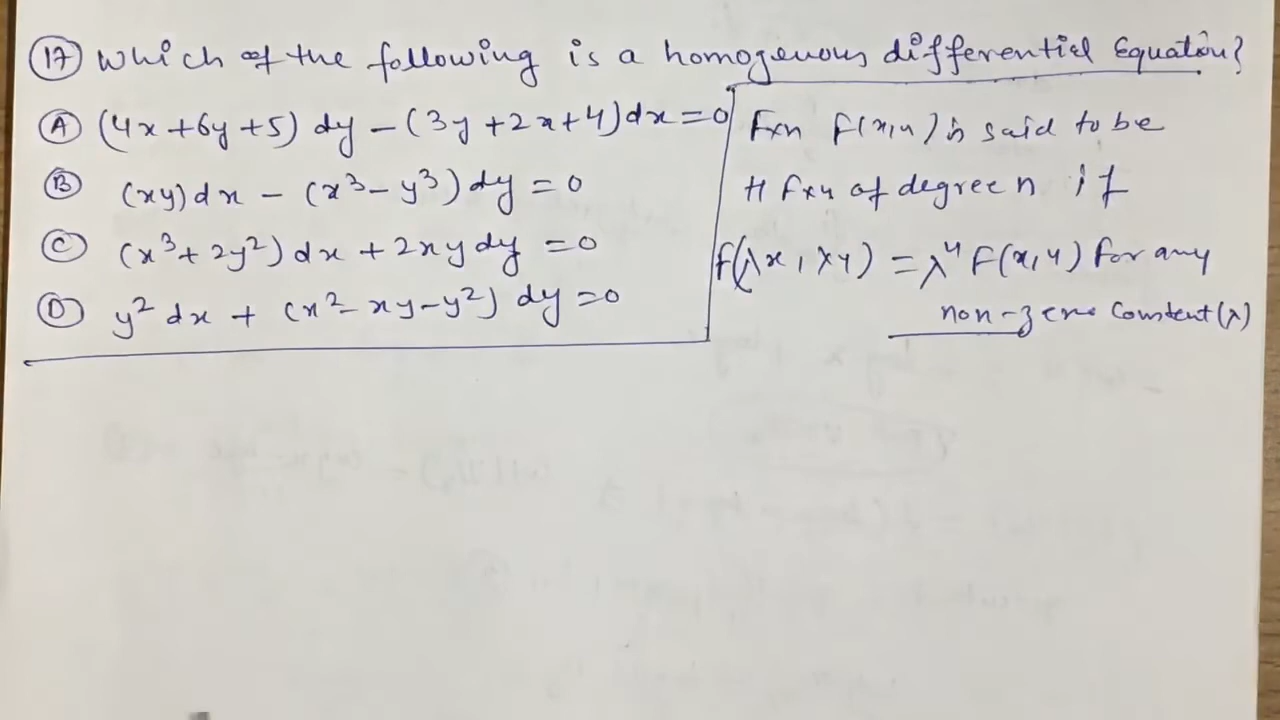 17 Which of the following is a homogenous differential Equation?
A (4x+6y+5) dy - (3y+2x+4) dx = 0
B (xy) dx - (x³- y³) dy = 0
C (x³+ 2y²) dx + 2xy dy = 0
D y² dx + (x²- xy-y²) dy = 0
Fxn F(x,y) is said to be
H Fxn of degree n if
F(λx, λy) = λⁿ F(x,y) for any
non-zero constant (λ)